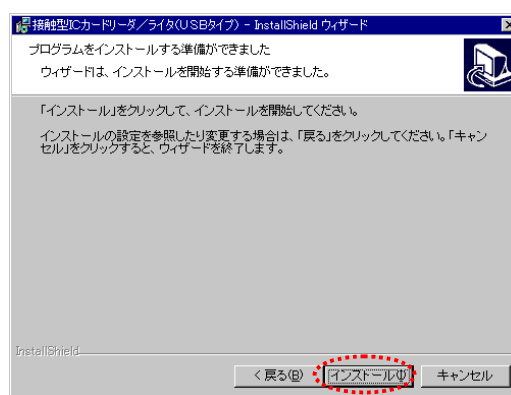 接触型ICカードリーダ／ライタ(USBタイプ) - InstallShield ウィザード
プログラムをインストールする準備ができました
ウィザードは、インストールを開始する準備ができました。
「インストール」をクリックして、インストールを開始してください。
インストールの設定を参照したり変更する場合は、「戻る」をクリックしてください。「キャン
セル」をクリックすると、ウィザードを終了します。
InstallShield
< 戻る(B)
インストール(I)
キャンセル